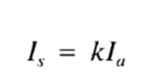 I_s = kI_a